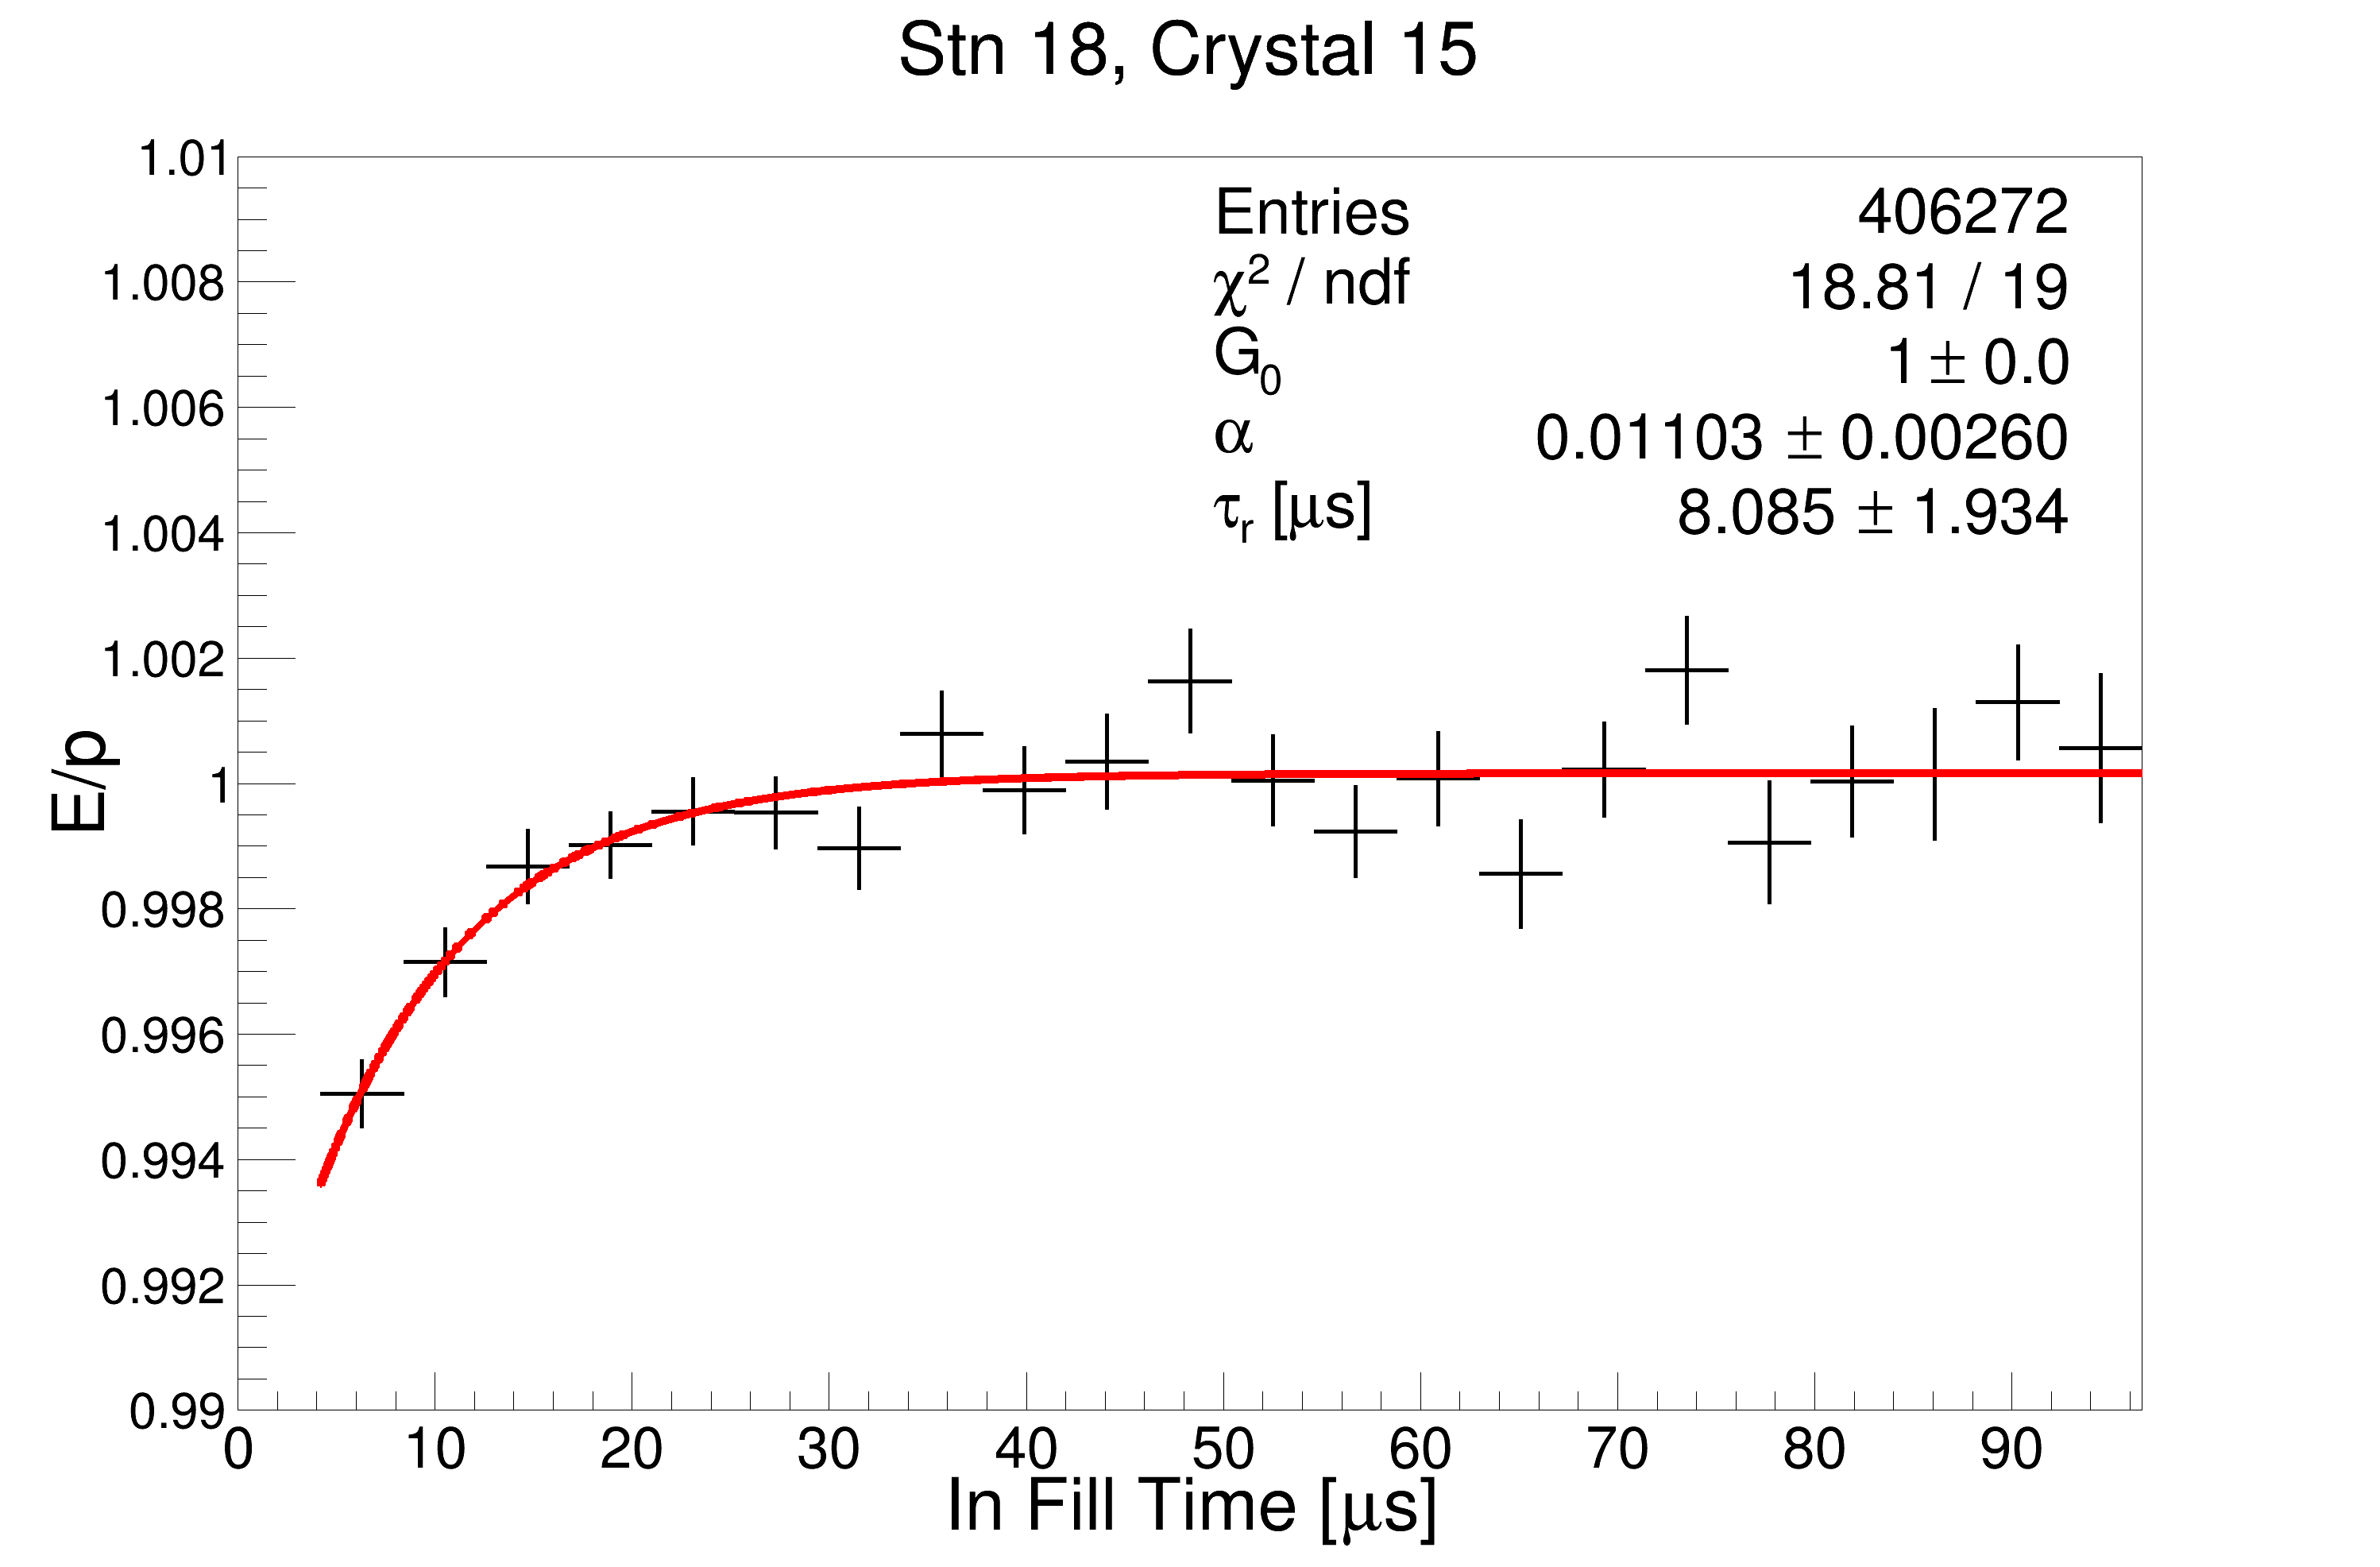 Stn 18, Crystal 15
Entries 406272
χ² / ndf 18.81 / 19
G₀ 1 ± 0.0
α 0.01103 ± 0.00260
τᵣ [μs] 8.085 ± 1.934
E/p
1.01
1.008
1.006
1.004
1.002
1
0.998
0.996
0.994
0.992
0.99
0 10 20 30 40 50 60 70 80 90
In Fill Time [μs]